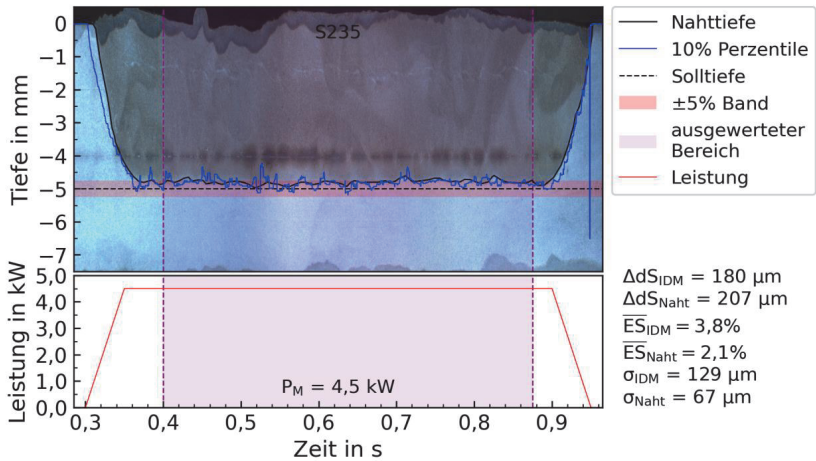 S235
0
−1
−2
−3
−4
−5
−6
−7
Tiefe in mm
Nahttiefe
10% Perzentile
Solltiefe
±5% Band
ausgewerteter
Bereich
Leistung
5,0
4,0
3,0
2,0
1,0
0,0
Leistung in kW
P_M = 4,5 kW
0,3 0,4 0,5 0,6 0,7 0,8 0,9
Zeit in s
ΔdS_IDM = 180 µm
ΔdS_Naht = 207 µm
E̅S̅_IDM = 3,8%
E̅S̅_Naht = 2,1%
σ_IDM = 129 µm
σ_Naht = 67 µm